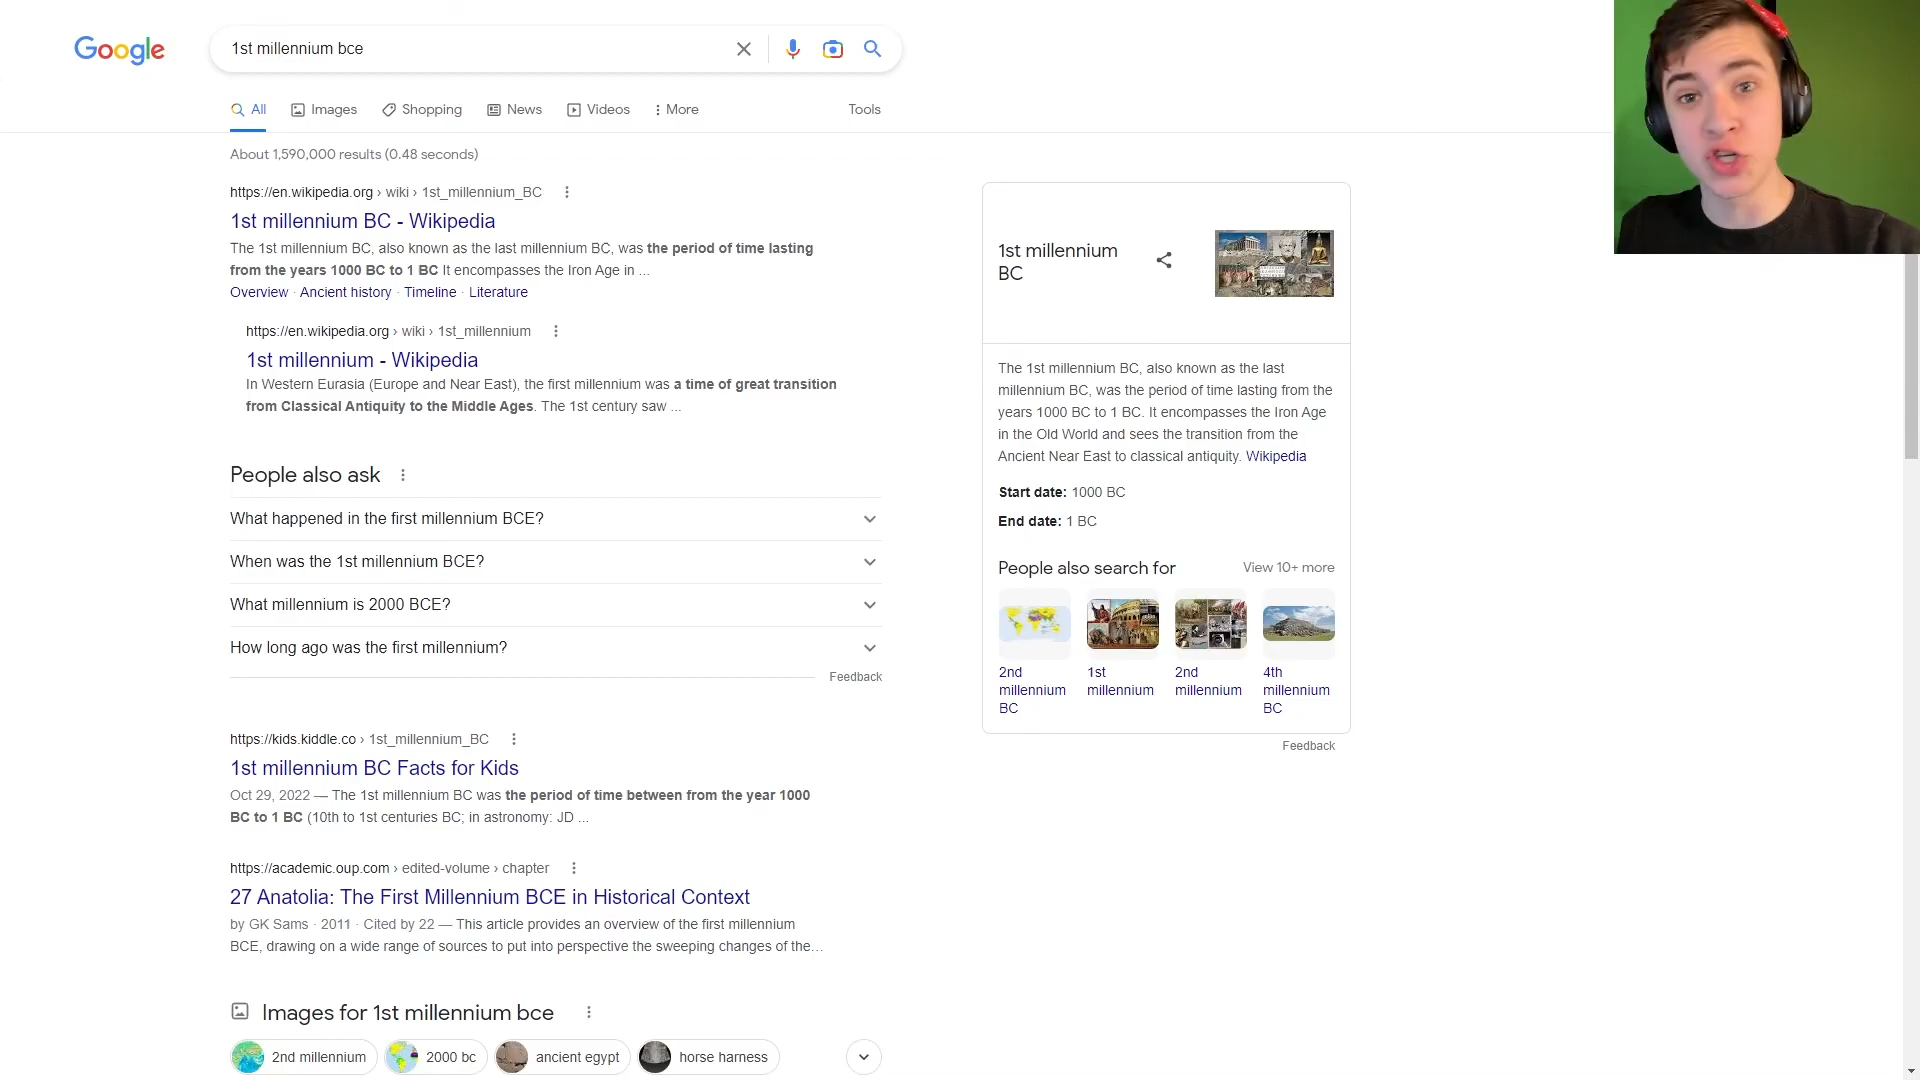 Google
1st millennium bce
All
Images
Shopping
News
Videos
More
Tools
About 1,590,000 results (0.48 seconds)
https://en.wikipedia.org › wiki › 1st_millennium_BC
1st millennium BC - Wikipedia
The 1st millennium BC, also known as the last millennium BC, was the period of time lasting
from the years 1000 BC to 1 BC It encompasses the Iron Age in ...
Overview · Ancient history · Timeline · Literature
https://en.wikipedia.org › wiki › 1st_millennium
1st millennium - Wikipedia
In Western Eurasia (Europe and Near East), the first millennium was a time of great transition
from Classical Antiquity to the Middle Ages. The 1st century saw ...
People also ask
What happened in the first millennium BCE?
When was the 1st millennium BCE?
What millennium is 2000 BCE?
How long ago was the first millennium?
Feedback
https://kids.kiddle.co › 1st_millennium_BC
1st millennium BC Facts for Kids
Oct 29, 2022 — The 1st millennium BC was the period of time between from the year 1000
BC to 1 BC (10th to 1st centuries BC; in astronomy: JD ...
https://academic.oup.com › edited-volume › chapter
27 Anatolia: The First Millennium BCE in Historical Context
by GK Sams · 2011 · Cited by 22 — This article provides an overview of the first millennium
BCE, drawing on a wide range of sources to put into perspective the sweeping changes of the…
Images for 1st millennium bce
2nd millennium
2000 bc
ancient egypt
horse harness
1st millennium
BC
The 1st millennium BC, also known as the last
millennium BC, was the period of time lasting from the
years 1000 BC to 1 BC. It encompasses the Iron Age
in the Old World and sees the transition from the
Ancient Near East to classical antiquity. Wikipedia
Start date: 1000 BC
End date: 1 BC
People also search for
View 10+ more
2nd
millennium
BC
1st
millennium
2nd
millennium
4th
millennium
BC
Feedback